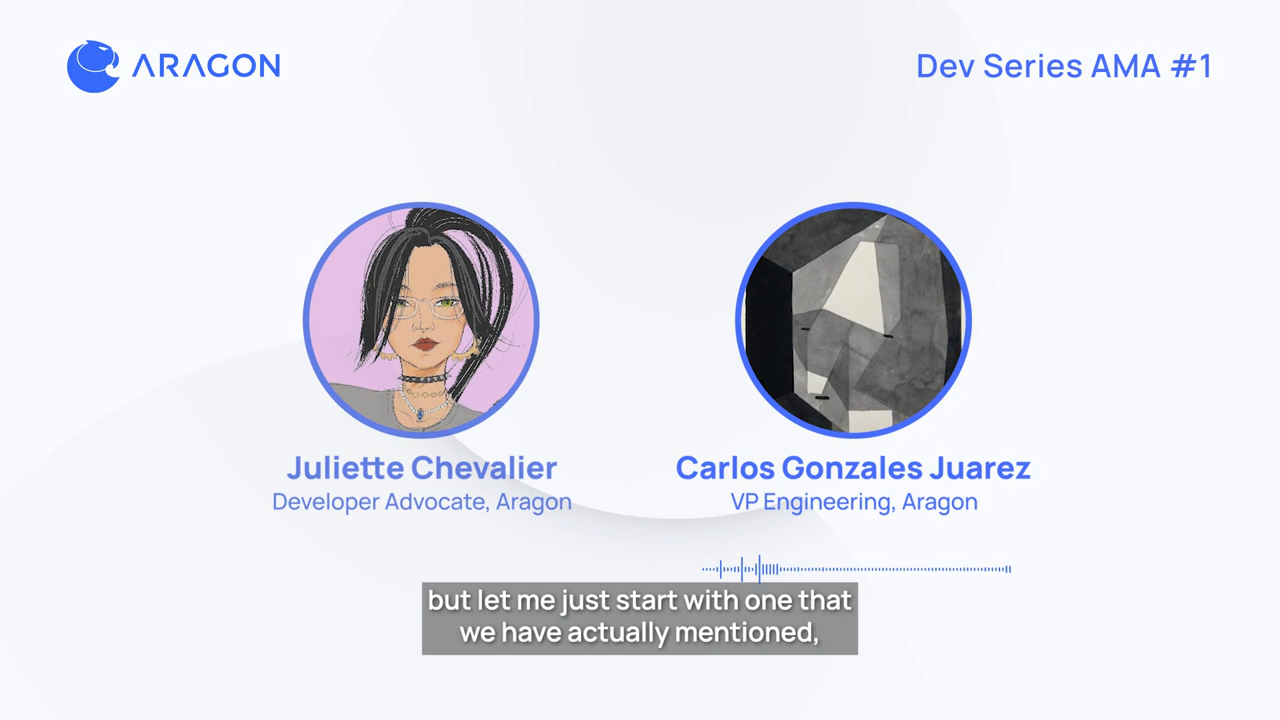 ARAGON
Dev Series AMA #1
Juliette Chevalier
Developer Advocate, Aragon
Carlos Gonzales Juarez
VP Engineering, Aragon
but let me just start with one that
we have actually mentioned,